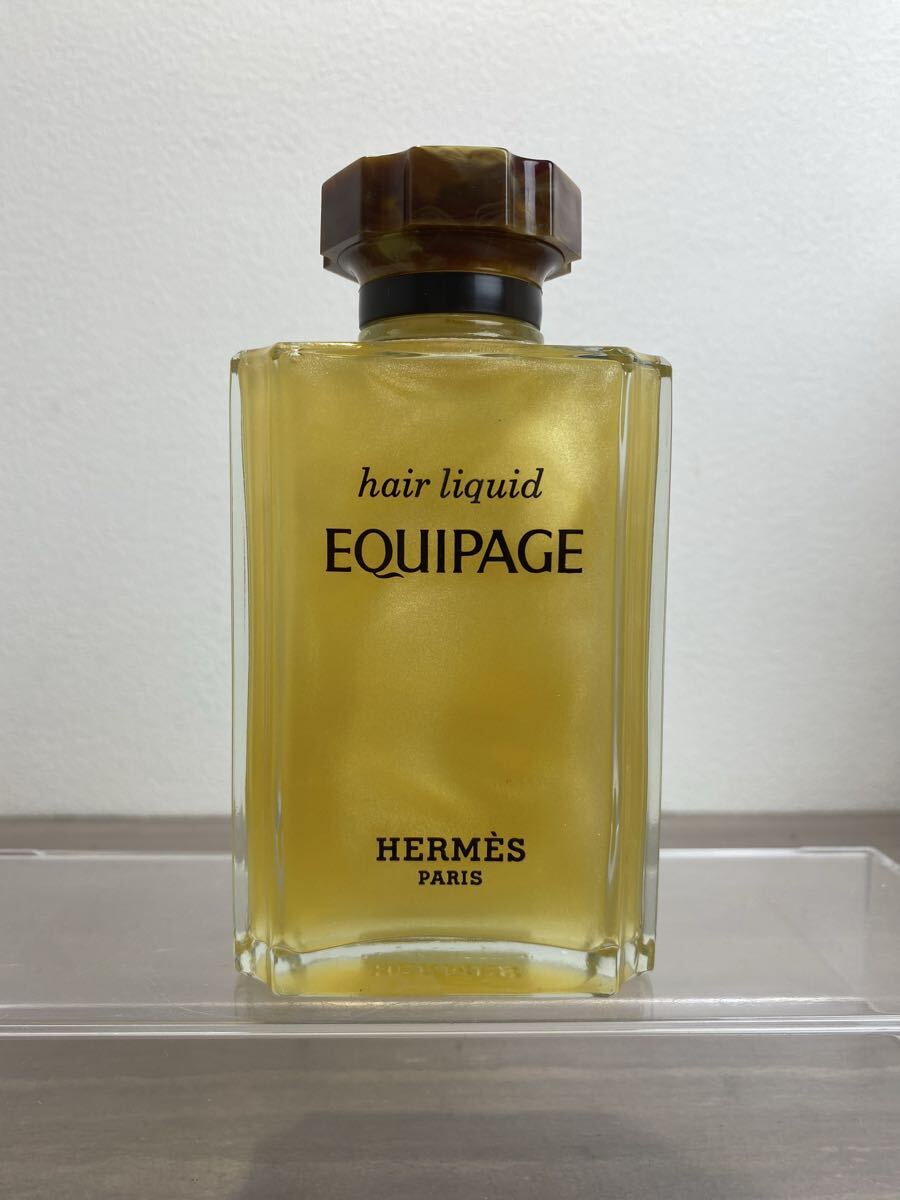 hair liquid
EQUIPAGE
HERMÈS
PARIS